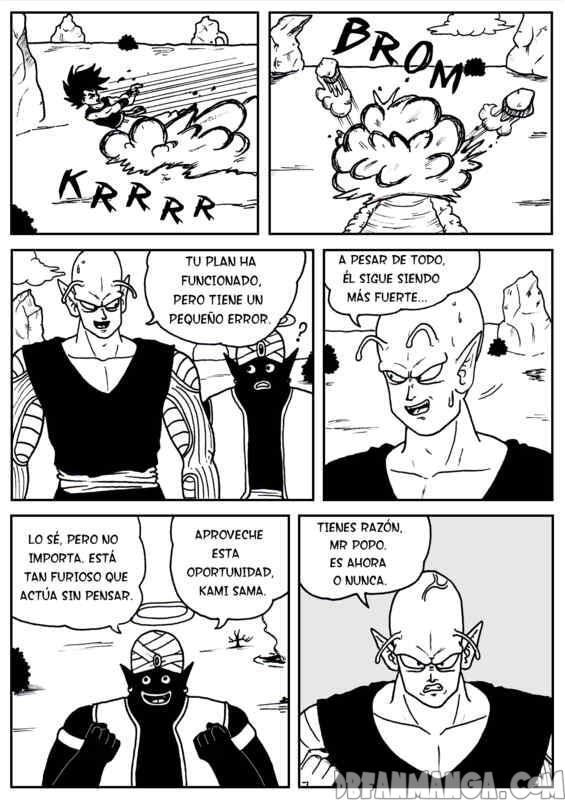 KRRRR
BROM
TU PLAN HA
FUNCIONADO,
PERO TIENE UN
PEQUEÑO ERROR.
?
A PESAR DE TODO,
ÉL SIGUE SIENDO
MÁS FUERTE...
LO SÉ, PERO NO
IMPORTA. ESTÁ
TAN FURIOSO QUE
ACTÚA SIN PENSAR.
APROVECHE
ESTA
OPORTUNIDAD,
KAMI SAMA.
TIENES RAZÓN,
MR POPO.
ES AHORA
O NUNCA.
DBFANMANGA.COM